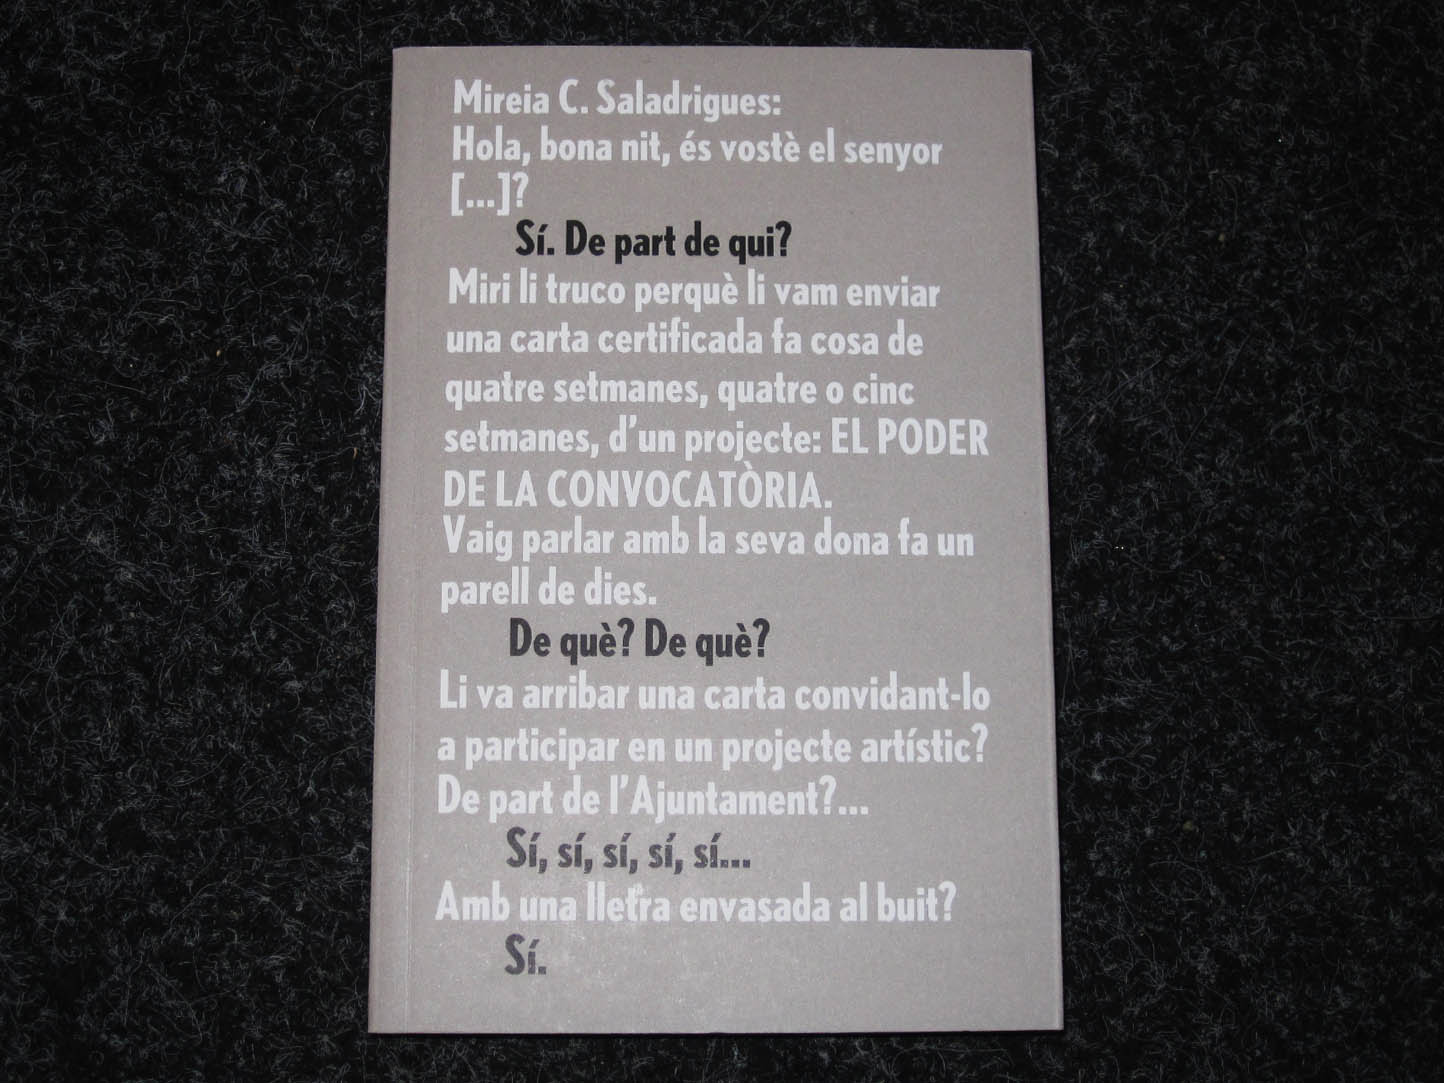 Mireia C. Saladrigues:
Hola, bona nit, és vostè el senyor
[...]?
Sí. De part de qui?
Miri li truco perquè li vam enviar
una carta certificada fa cosa de
quatre setmanes, quatre o cinc
setmanes, d'un projecte: EL PODER
DE LA CONVOCATÒRIA.
Vaig parlar amb la seva dona fa un
parell de dies.
De què? De què?
Li va arribar una carta convidant-lo
a participar en un projecte artístic?
De part de l'Ajuntament?...
Sí, sí, sí, sí, sí...
Amb una lletra envasada al buit?
Sí.